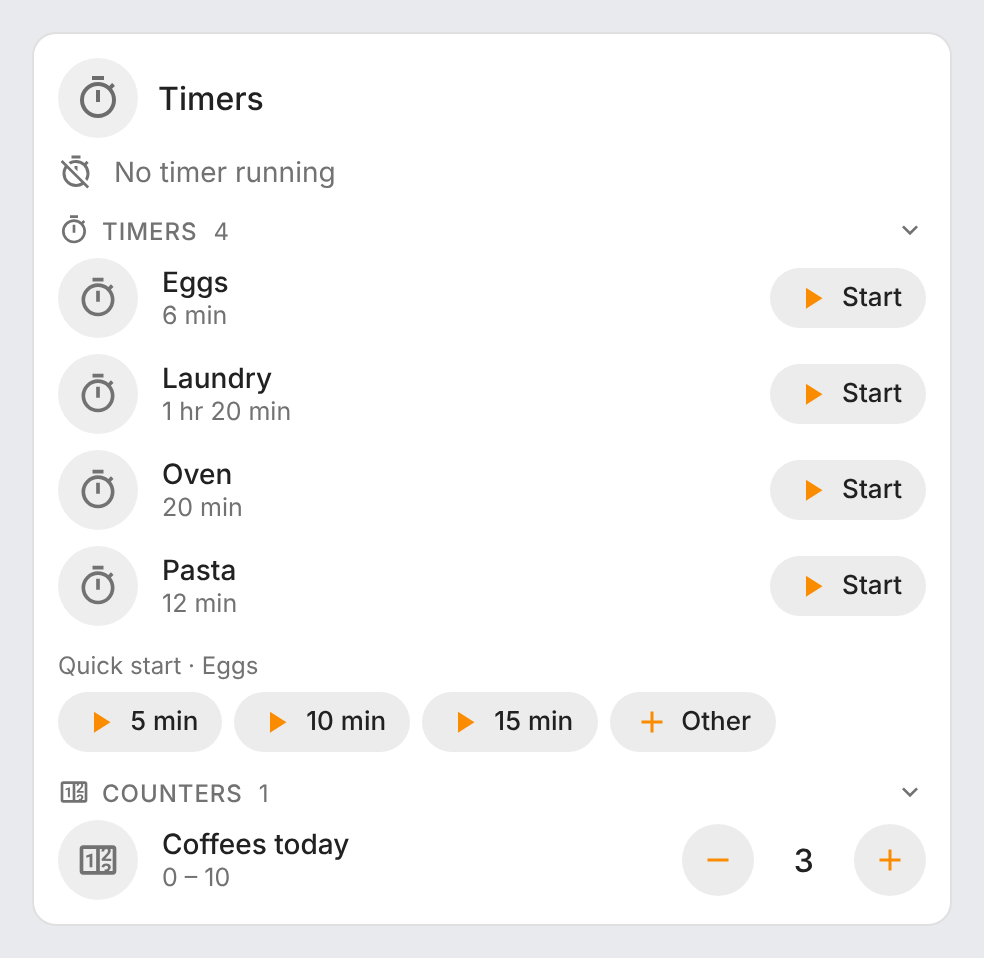 Timers
No timer running
TIMERS 4
Eggs
6 min
Start
Laundry
1 hr 20 min
Start
Oven
20 min
Start
Pasta
12 min
Start
Quick start · Eggs
5 min 10 min 15 min Other
COUNTERS 1
Coffees today
0 – 10
3